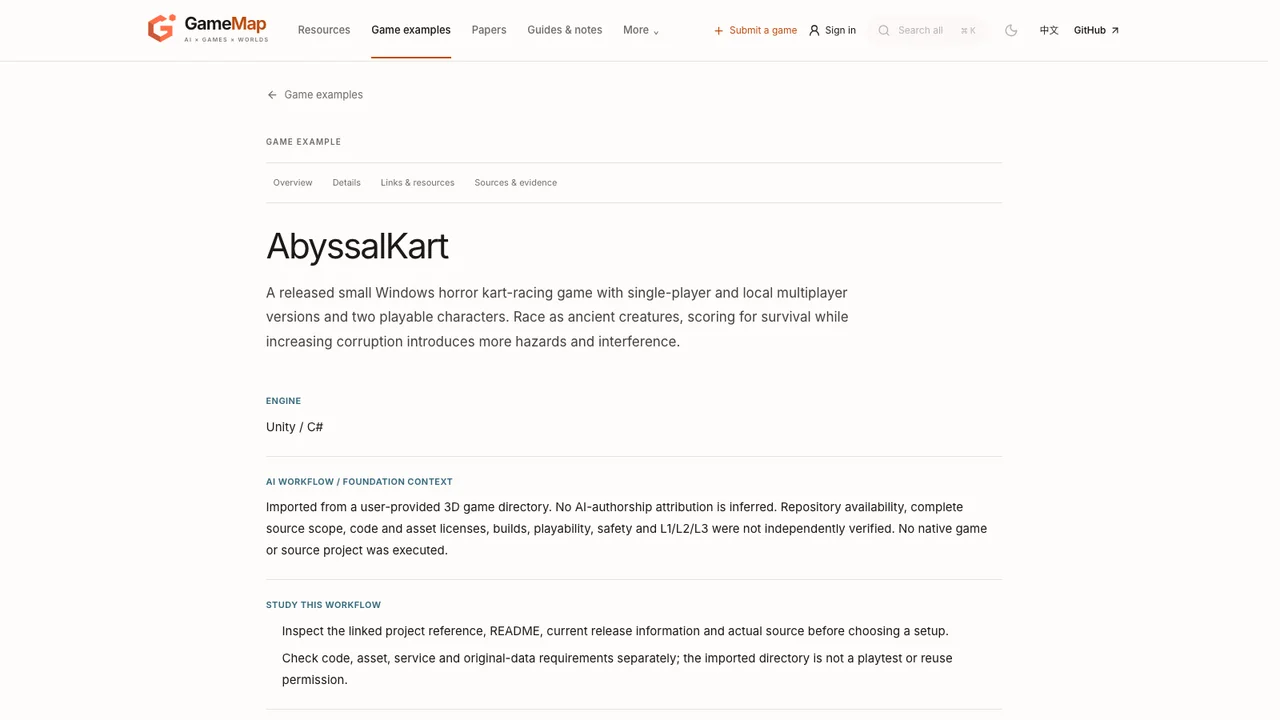 GameMap
AI × GAMES × WORLDS
Resources
Game examples
Papers
Guides & notes
More
Submit a game
Sign in
Search all
⌘ K
中文
GitHub
Game examples
GAME EXAMPLE
Overview
Details
Links & resources
Sources & evidence
AbyssalKart
A released small Windows horror kart-racing game with single-player and local multiplayer
versions and two playable characters. Race as ancient creatures, scoring for survival while
increasing corruption introduces more hazards and interference.
ENGINE
Unity / C#
AI WORKFLOW / FOUNDATION CONTEXT
Imported from a user-provided 3D game directory. No AI-authorship attribution is inferred. Repository availability, complete
source scope, code and asset licenses, builds, playability, safety and L1/L2/L3 were not independently verified. No native game
or source project was executed.
STUDY THIS WORKFLOW
Inspect the linked project reference, README, current release information and actual source before choosing a setup.
Check code, asset, service and original-data requirements separately; the imported directory is not a playtest or reuse
permission.